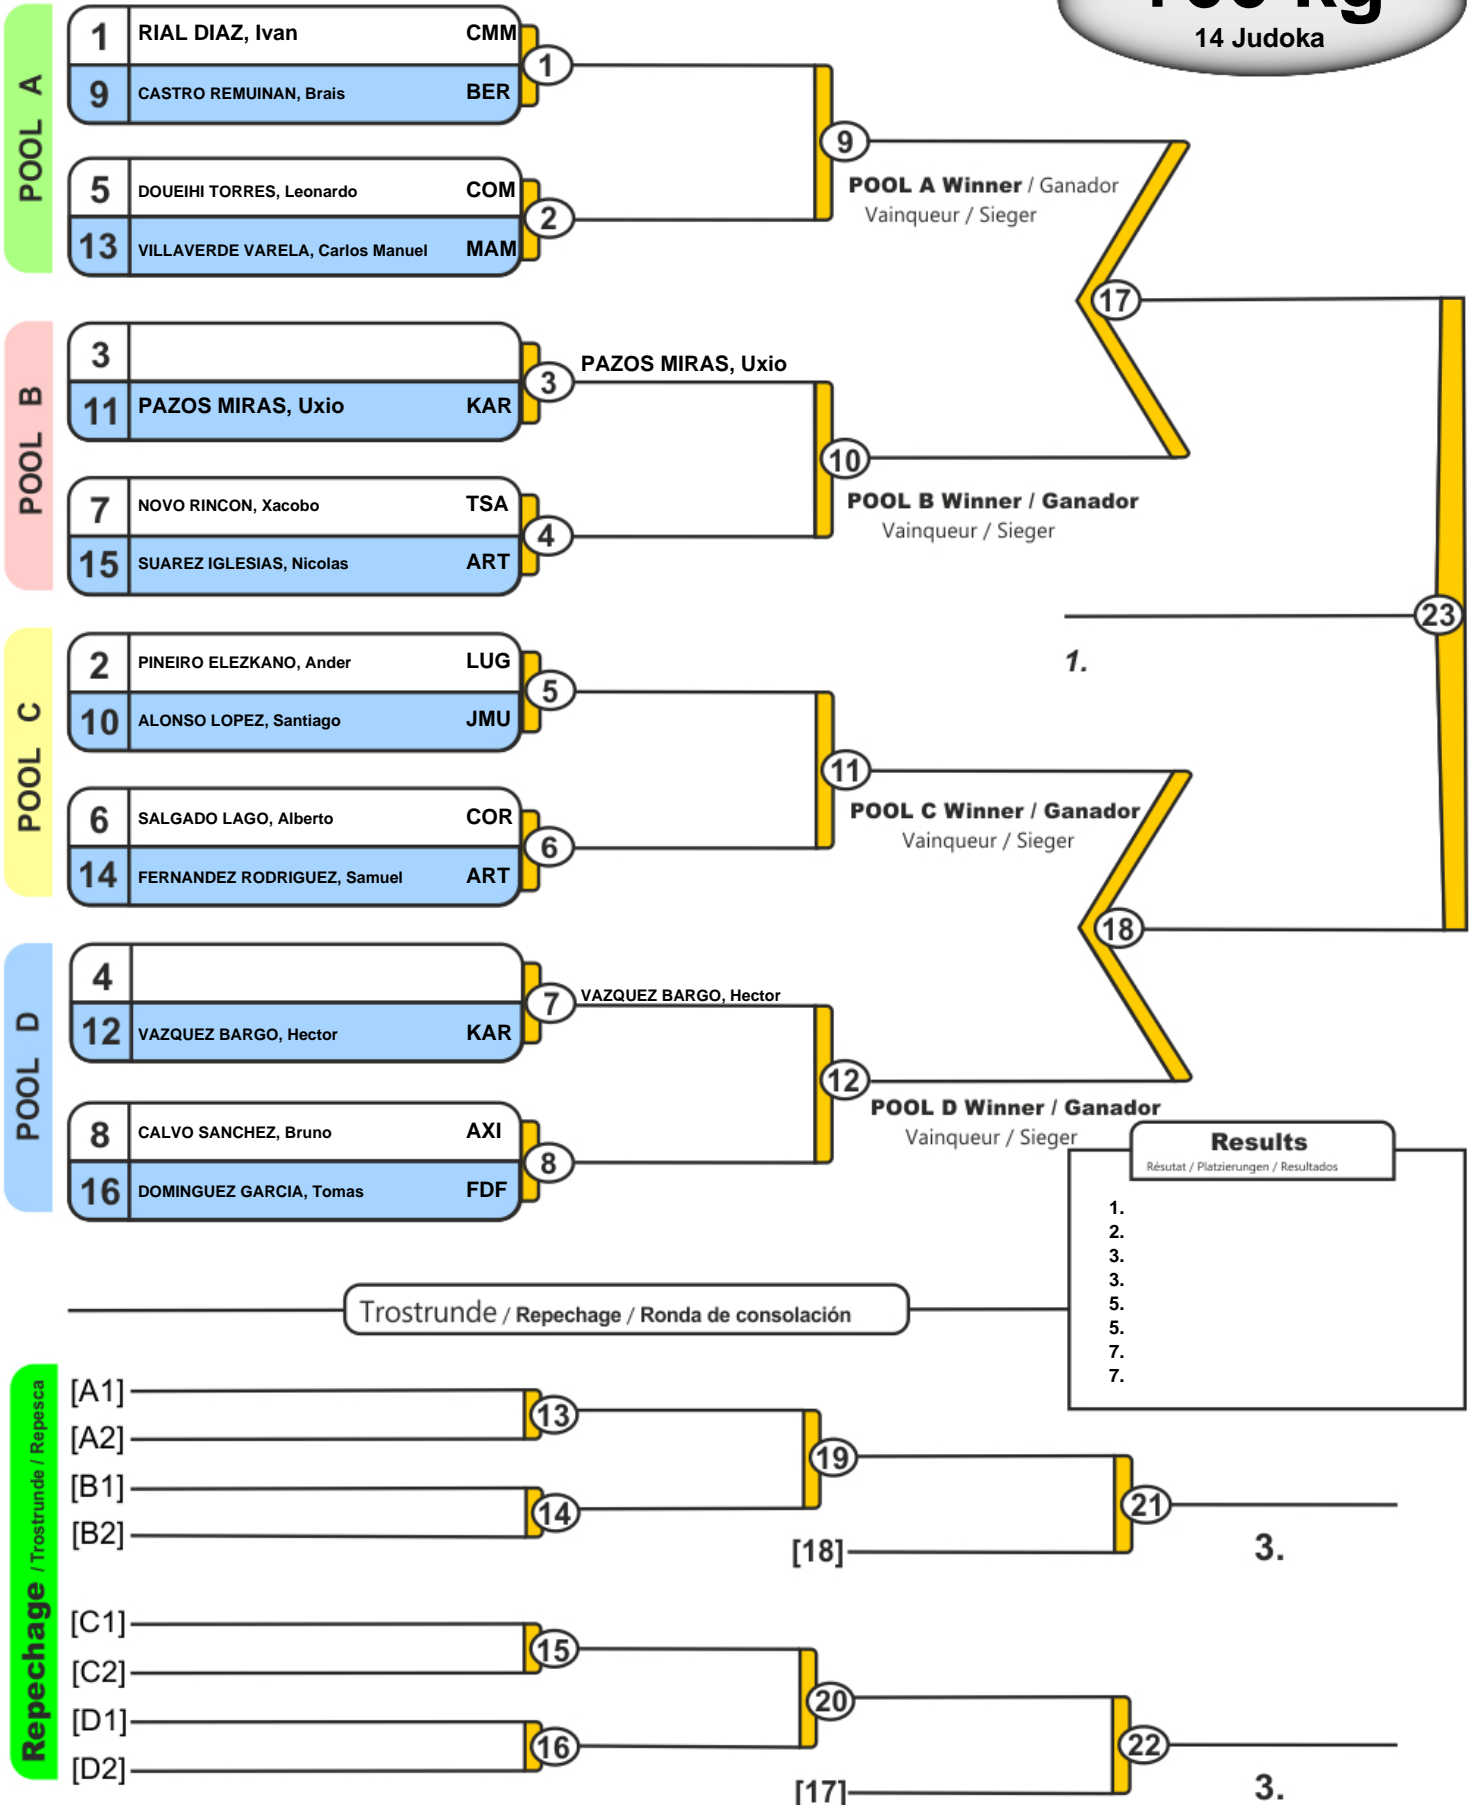 14 Judoka
POOL A
1 RIAL DIAZ, Ivan CMM
9 CASTRO REMUINAN, Brais BER
1
5 DOUEIHI TORRES, Leonardo COM
13 VILLAVERDE VARELA, Carlos Manuel MAM
2
9
POOL A Winner / Ganador
Vainqueur / Sieger
17
POOL B
3
11 PAZOS MIRAS, Uxio KAR
3
PAZOS MIRAS, Uxio
7 NOVO RINCON, Xacobo TSA
15 SUAREZ IGLESIAS, Nicolas ART
4
10
POOL B Winner / Ganador
Vainqueur / Sieger
23
1.
POOL C
2 PINEIRO ELEZKANO, Ander LUG
10 ALONSO LOPEZ, Santiago JMU
5
6 SALGADO LAGO, Alberto COR
14 FERNANDEZ RODRIGUEZ, Samuel ART
6
11
POOL C Winner / Ganador
Vainqueur / Sieger
18
POOL D
4
12 VAZQUEZ BARGO, Hector KAR
7
VAZQUEZ BARGO, Hector
8 CALVO SANCHEZ, Bruno AXI
16 DOMINGUEZ GARCIA, Tomas FDF
8
12
POOL D Winner / Ganador
Vainqueur / Sieger
Results
Résutat / Platzierungen / Resultados
1.
2.
3.
3.
5.
5.
7.
7.
Trostrunde / Repechage / Ronda de consolación
Repechage / Trostrunde / Repesca
[A1]
[A2]
13
[B1]
[B2]
14
19
[18]
21
3.
[C1]
[C2]
15
[D1]
[D2]
16
20
[17]
22
3.